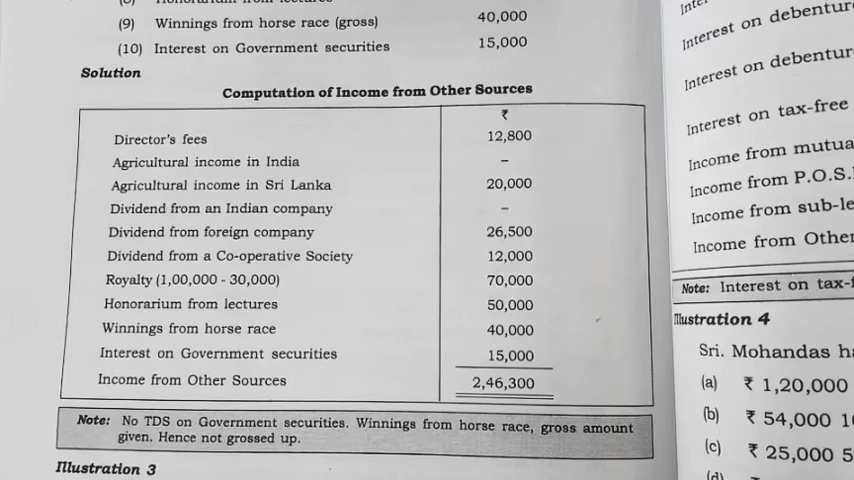 (8) Honorarium from lectures
(9) Winnings from horse race (gross) 40,000
(10) Interest on Government securities 15,000
Solution
Computation of Income from Other Sources
₹
Director's fees 12,800
Agricultural income in India –
Agricultural income in Sri Lanka 20,000
Dividend from an Indian company –
Dividend from foreign company 26,500
Dividend from a Co-operative Society 12,000
Royalty (1,00,000 - 30,000) 70,000
Honorarium from lectures 50,000
Winnings from horse race 40,000
Interest on Government securities 15,000
Income from Other Sources 2,46,300
Note: No TDS on Government securities. Winnings from horse race, gross amount
given. Hence not grossed up.
Illustration 3
Interest on debentur
Interest on debentur
Interest on tax-free
Income from mutua
Income from P.O.S.
Income from sub-le
Income from Other
Note: Interest on tax-f
Illustration 4
Sri. Mohandas ha
(a) ₹ 1,20,000
(b) ₹ 54,000 10
(c) ₹ 25,000 5
(d)